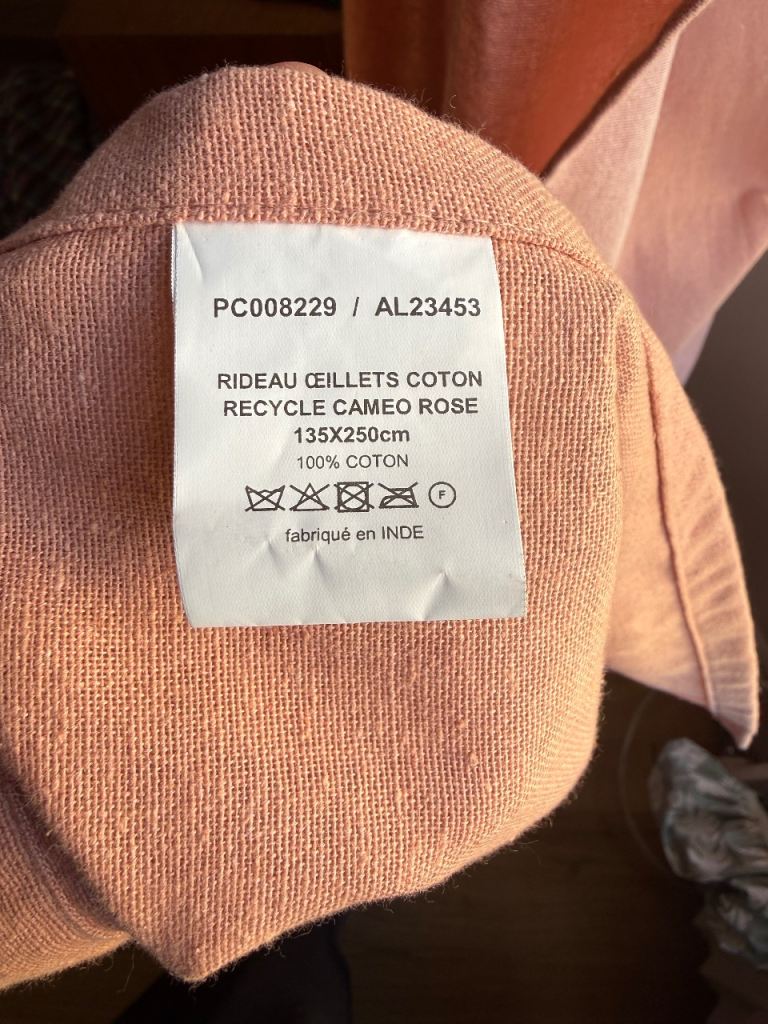 PC008229 / AL23453
RIDEAU ŒILLETS COTON
RECYCLE CAMEO ROSE
135X250cm
100% COTON
F
fabriqué en INDE